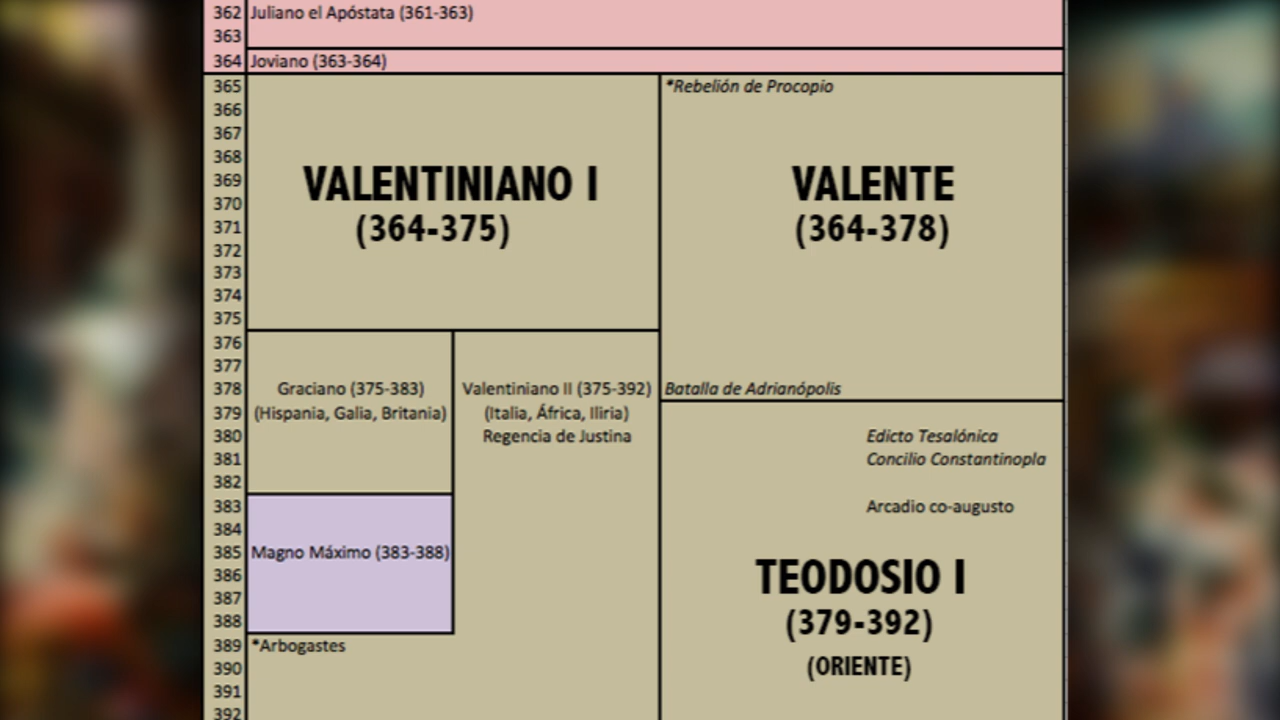 362 Juliano el Apóstata (361-363)
363
364 Joviano (363-364)
365 *Rebelión de Procopio
366
367
368
369 VALENTINIANO I VALENTE
370
371 (364-375) (364-378)
372
373
374
375
376
377
378 Graciano (375-383) Valentiniano II (375-392) Batalla de Adrianópolis
379 (Hispania, Galia, Britania) (Italia, África, Iliria)
380 Regencia de Justina Edicto Tesalónica
381 Concilio Constantinopla
382
383 Arcadio co-augusto
384
385 Magno Máximo (383-388)
386 TEODOSIO I
387
388 (379-392)
389 *Arbogastes
390 (ORIENTE)
391
392